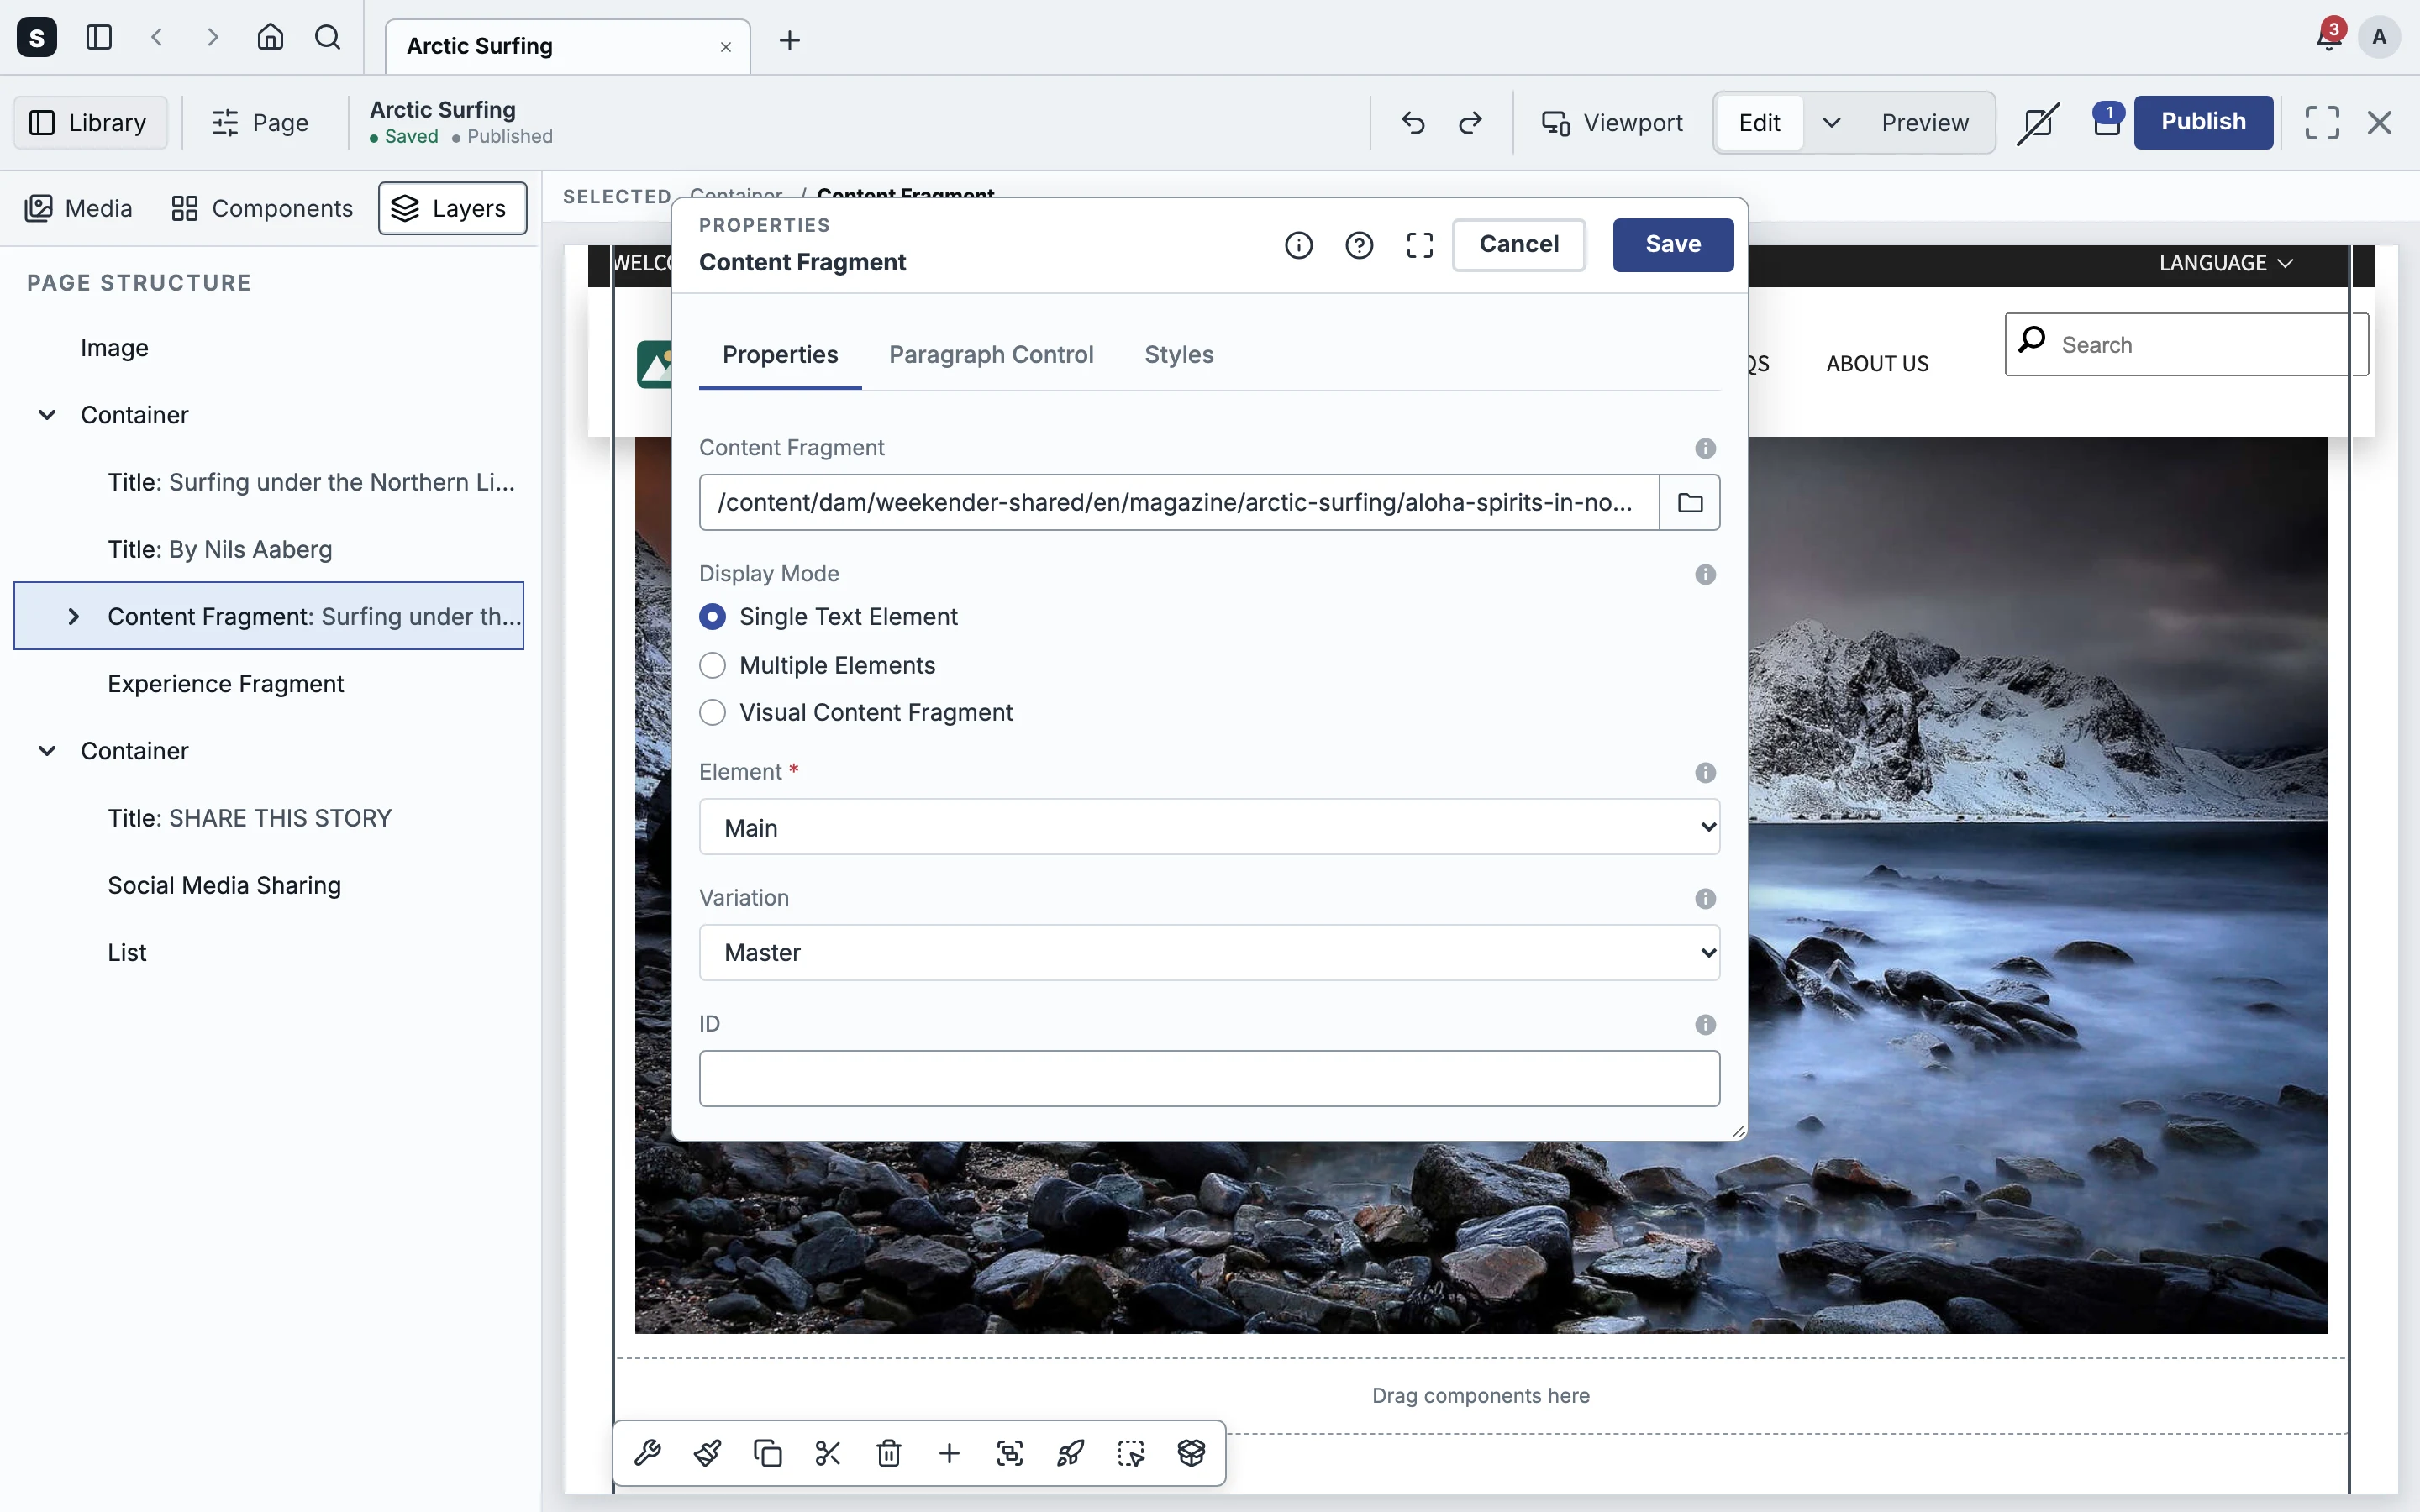 S
Arctic Surfing
3
A
Library
Page
Arctic Surfing
Saved
Published
Viewport
Edit
Preview
1
Publish
Media
Components
Layers
SELECTED
Container / Content Fragment
PAGE STRUCTURE
Image
Container
Title: Surfing under the Northern Li...
Title: By Nils Aaberg
Content Fragment: Surfing under th...
Experience Fragment
Container
Title: SHARE THIS STORY
Social Media Sharing
List
LANGUAGE
ABOUT US
Search
PROPERTIES
Content Fragment
Cancel
Save
Properties
Paragraph Control
Styles
Content Fragment
/content/dam/weekender-shared/en/magazine/arctic-surfing/aloha-spirits-in-no...
Display Mode
Single Text Element
Multiple Elements
Visual Content Fragment
Element *
Main
Variation
Master
ID
Drag components here